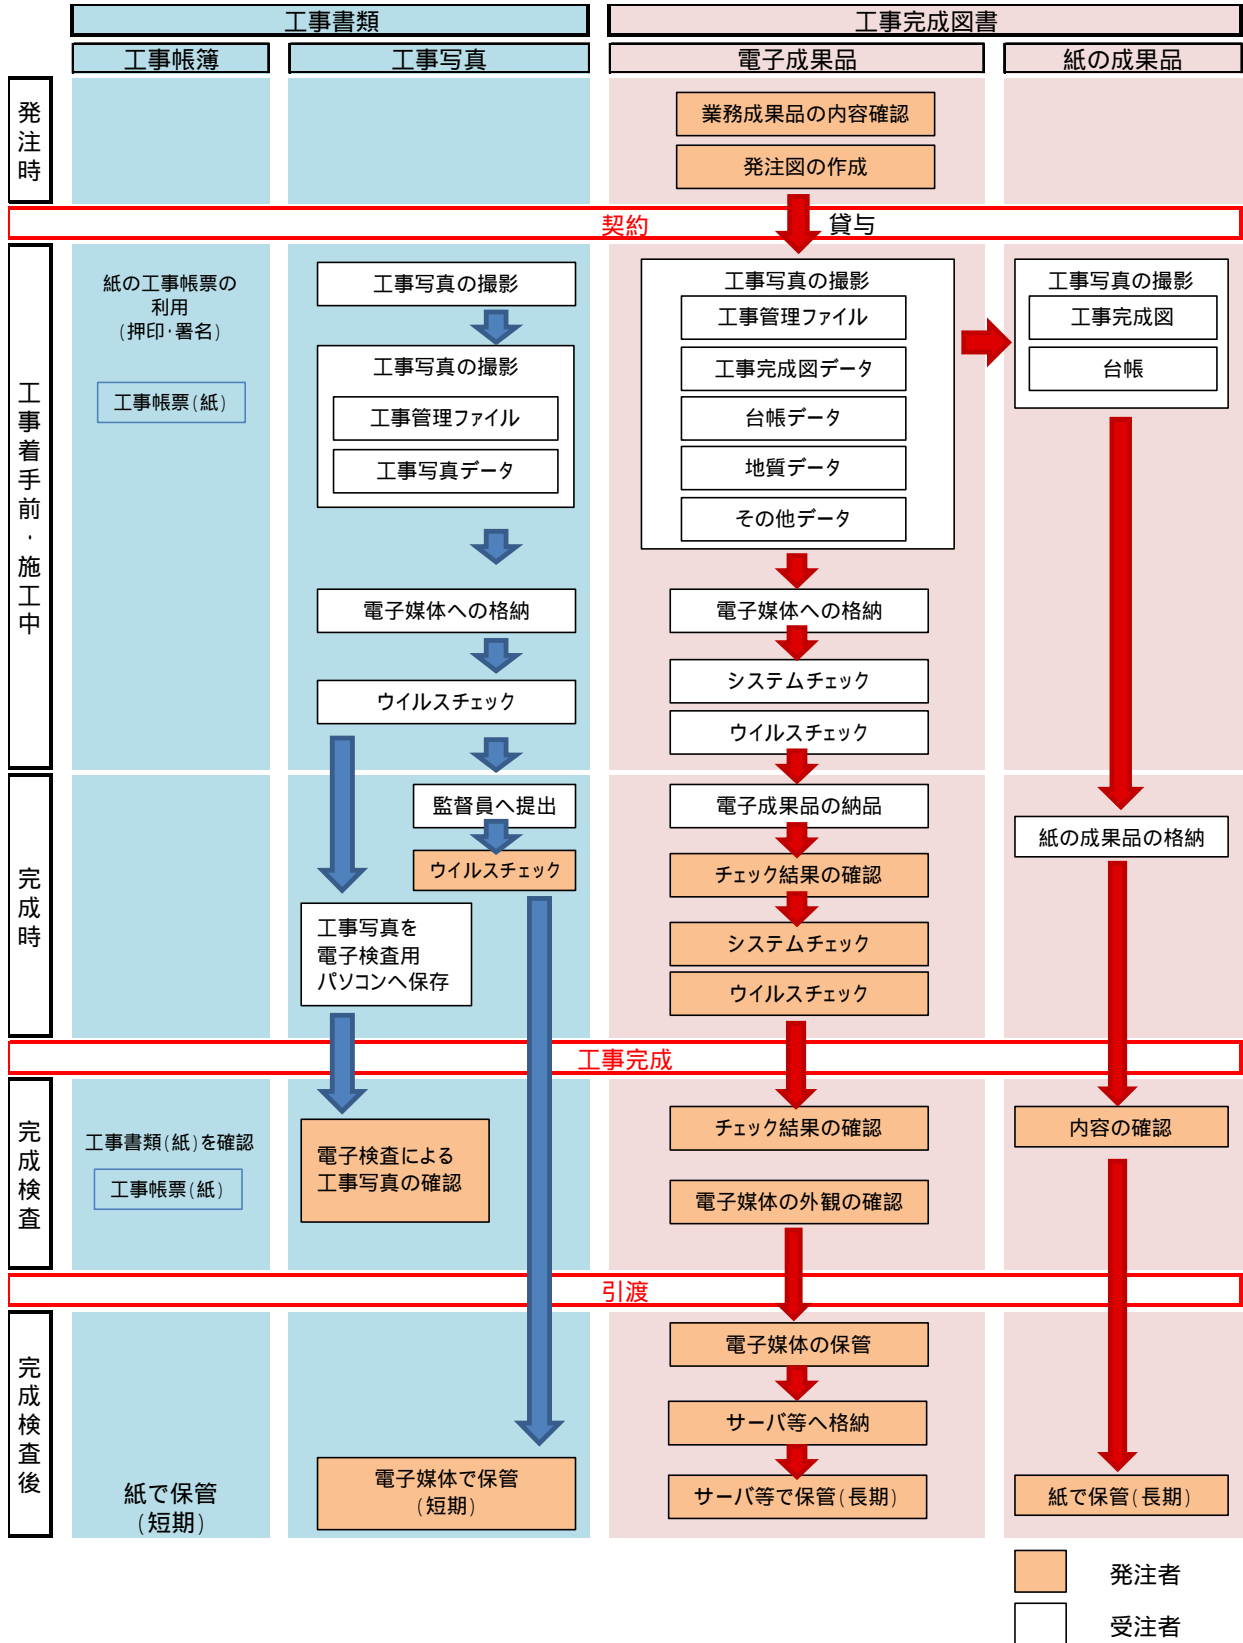 工事書類
工事完成図書
工事帳簿
工事写真
電子成果品
紙の成果品
発注時
業務成果品の内容確認
発注図の作成
契約
貸与
工事着手前・施工中
紙の工事帳票の
利用
(押印・署名)
工事帳票(紙)
工事写真の撮影
工事写真の撮影
工事管理ファイル
工事写真データ
電子媒体への格納
ウイルスチェック
工事写真の撮影
工事管理ファイル
工事完成図データ
台帳データ
地質データ
その他データ
電子媒体への格納
システムチェック
ウイルスチェック
工事写真の撮影
工事完成図
台帳
完成時
監督員へ提出
ウイルスチェック
工事写真を
電子検査用
パソコンへ保存
電子成果品の納品
チェック結果の確認
システムチェック
ウイルスチェック
紙の成果品の格納
工事完成
完成検査
工事書類(紙)を確認
工事帳票(紙)
電子検査による
工事写真の確認
チェック結果の確認
電子媒体の外観の確認
内容の確認
引渡
完成検査後
紙で保管
(短期)
電子媒体で保管
(短期)
電子媒体の保管
サーバ等へ格納
サーバ等で保管(長期)
紙で保管(長期)
発注者
受注者